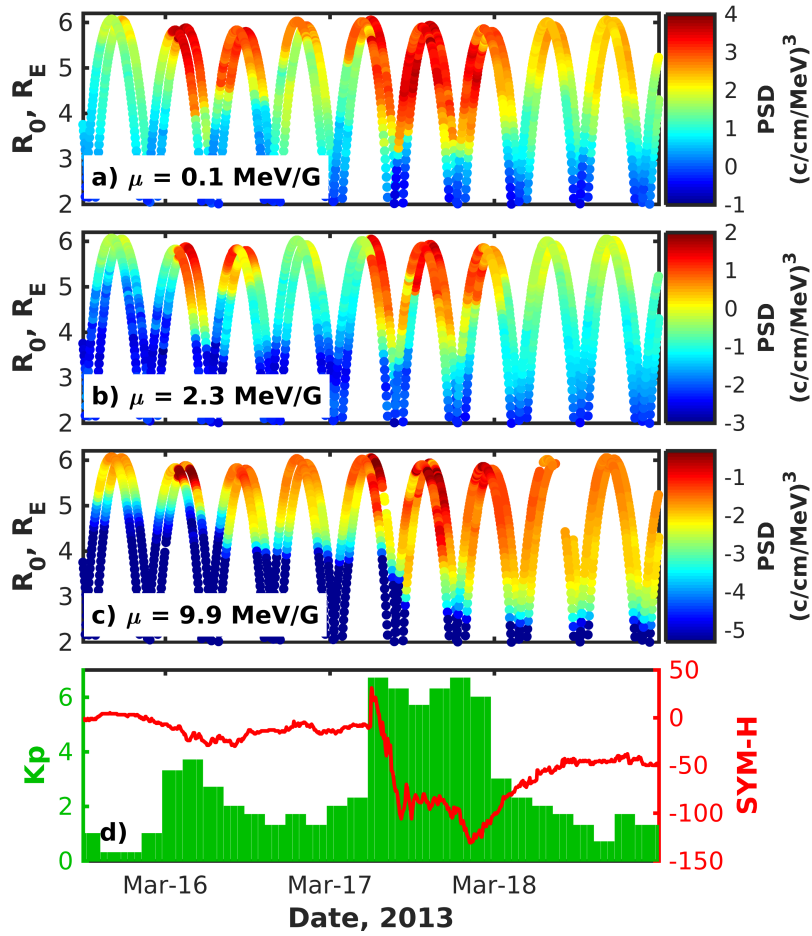 6
5
4
3
2
R₀, R_E
a) μ = 0.1 MeV/G
4
3
2
1
0
-1
PSD
(c/cm/MeV)³
6
5
4
3
2
R₀, R_E
b) μ = 2.3 MeV/G
2
1
0
-1
-2
-3
PSD
(c/cm/MeV)³
6
5
4
3
2
R₀, R_E
c) μ = 9.9 MeV/G
-1
-2
-3
-4
-5
PSD
(c/cm/MeV)³
6
4
2
0
Kp
d)
50
0
-50
-100
-150
SYM-H
Mar-16 Mar-17 Mar-18
Date, 2013